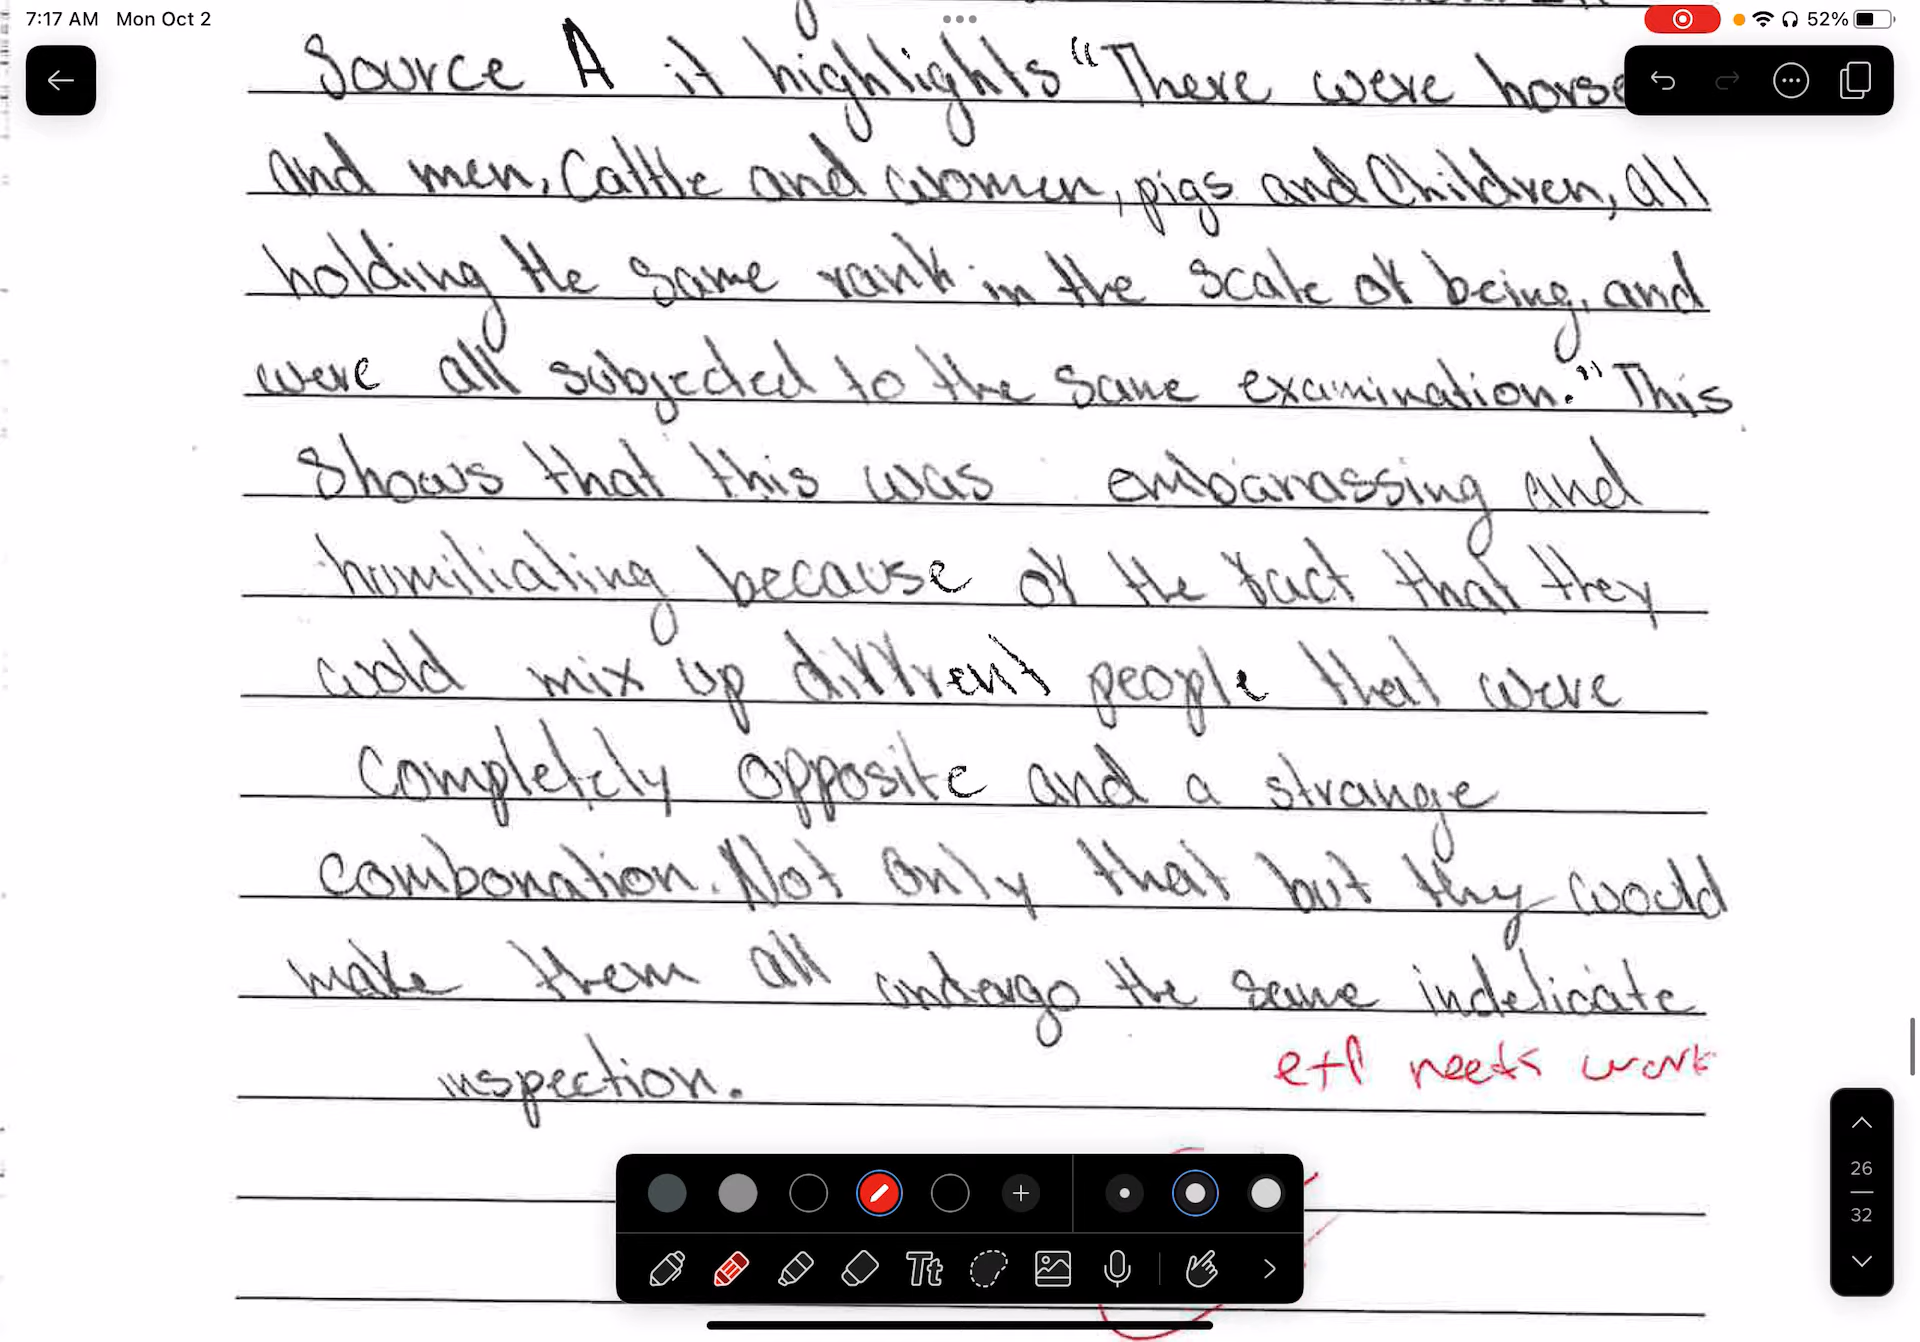 7:17 AM Mon Oct 2
52%
Source A it highlights "There were horse
and men, Cattle and women, pigs and Children, all
holding the same rank in the scale of being, and
were all subjected to the same examination." This
shows that this was embarassing and
humiliating because of the fact that they
wold mix up diffrent people that were
completely opposite and a strange
combonation. Not only that but thy would
make them all undergo the same indelicate
inspection.
e+l needs work
Tt
26
32